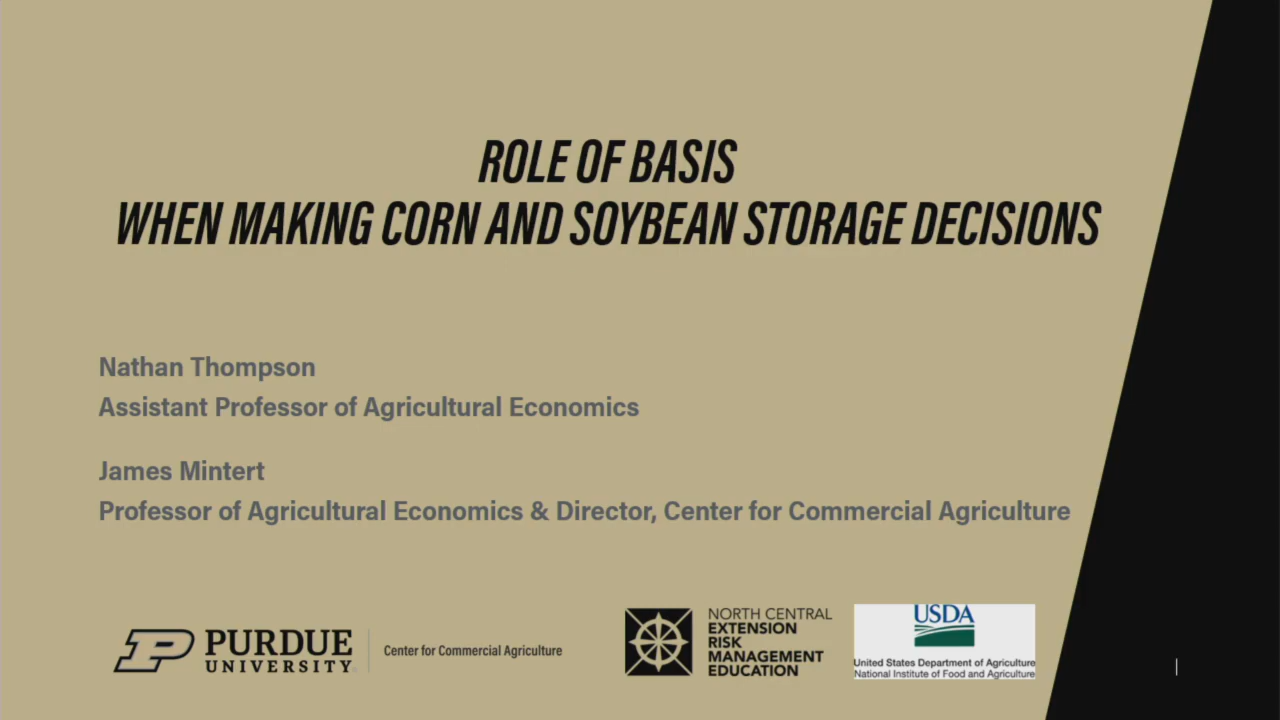 ROLE OF BASIS
WHEN MAKING CORN AND SOYBEAN STORAGE DECISIONS
Nathan Thompson
Assistant Professor of Agricultural Economics
James Mintert
Professor of Agricultural Economics & Director, Center for Commercial Agriculture
PURDUE
UNIVERSITY
Center for Commercial Agriculture
NORTH CENTRAL
EXTENSION
RISK
MANAGEMENT
EDUCATION
USDA
United States Department of Agriculture
National Institute of Food and Agriculture